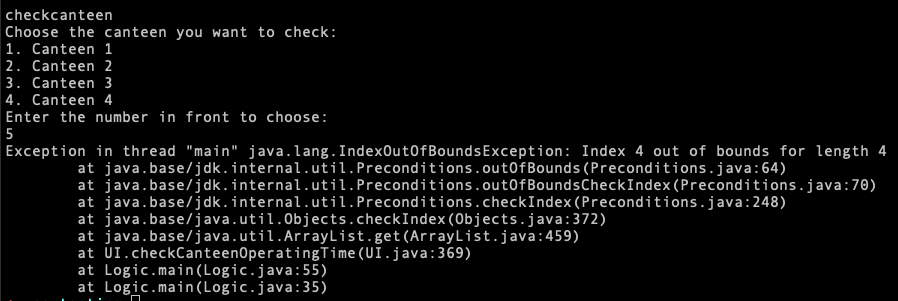 checkcanteen
Choose the canteen you want to check:
1. Canteen 1
2. Canteen 2
3. Canteen 3
4. Canteen 4
Enter the number in front to choose:
5
Exception in thread "main" java.lang.IndexOutOfBoundsException: Index 4 out of bounds for length 4
at java.base/jdk.internal.util.Preconditions.outOfBounds(Preconditions.java:64)
at java.base/jdk.internal.util.Preconditions.outOfBoundsCheckIndex(Preconditions.java:70)
at java.base/jdk.internal.util.Preconditions.checkIndex(Preconditions.java:248)
at java.base/java.util.Objects.checkIndex(Objects.java:372)
at java.base/java.util.ArrayList.get(ArrayList.java:459)
at UI.checkCanteenOperatingTime(UI.java:369)
at Logic.main(Logic.java:55)
at Logic.main(Logic.java:35)